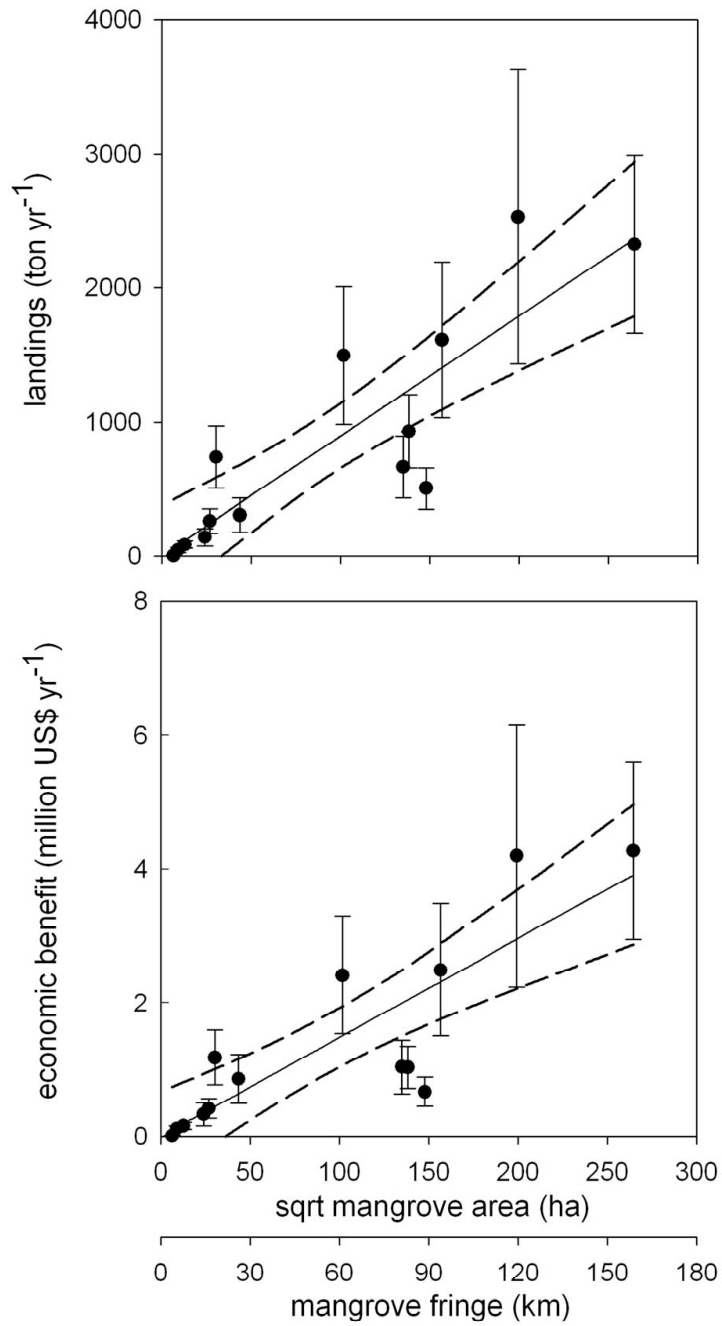 4000
3000
2000
1000
0
landings (ton yr⁻¹)
8
6
4
2
0
economic benefit (million US$ yr⁻¹)
0 50 100 150 200 250 300
sqrt mangrove area (ha)
0 30 60 90 120 150 180
mangrove fringe (km)